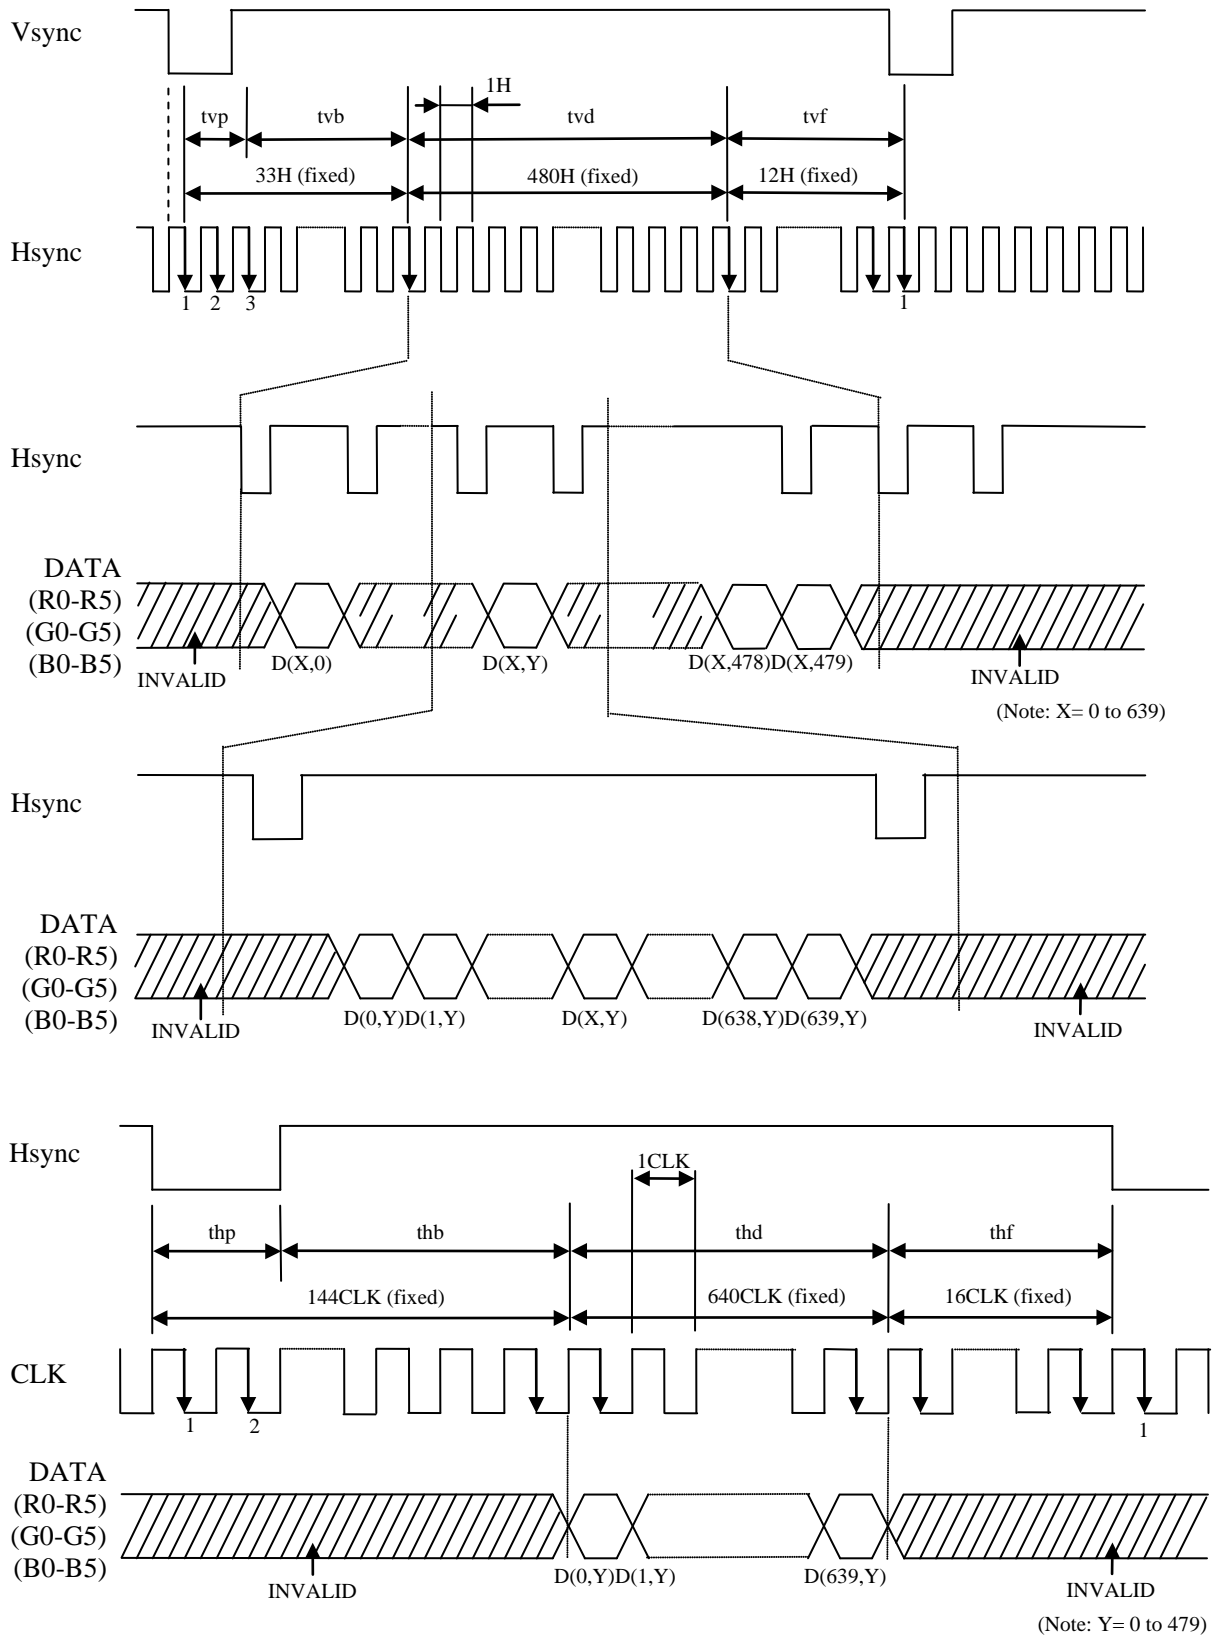 Vsync
1H
tvp tvb tvd tvf
33H (fixed) 480H (fixed) 12H (fixed)
Hsync
1 2 3 1
Hsync
DATA
(R0-R5)
(G0-G5)
(B0-B5)
D(X,0) D(X,Y) D(X,478)D(X,479)
INVALID INVALID
(Note: X= 0 to 639)
Hsync
DATA
(R0-R5)
(G0-G5)
(B0-B5)
D(0,Y)D(1,Y) D(X,Y) D(638,Y)D(639,Y)
INVALID INVALID
Hsync
1CLK
thp thb thd thf
144CLK (fixed) 640CLK (fixed) 16CLK (fixed)
CLK
1 2 1
DATA
(R0-R5)
(G0-G5)
(B0-B5)
D(0,Y)D(1,Y) D(639,Y)
INVALID INVALID
(Note: Y= 0 to 479)